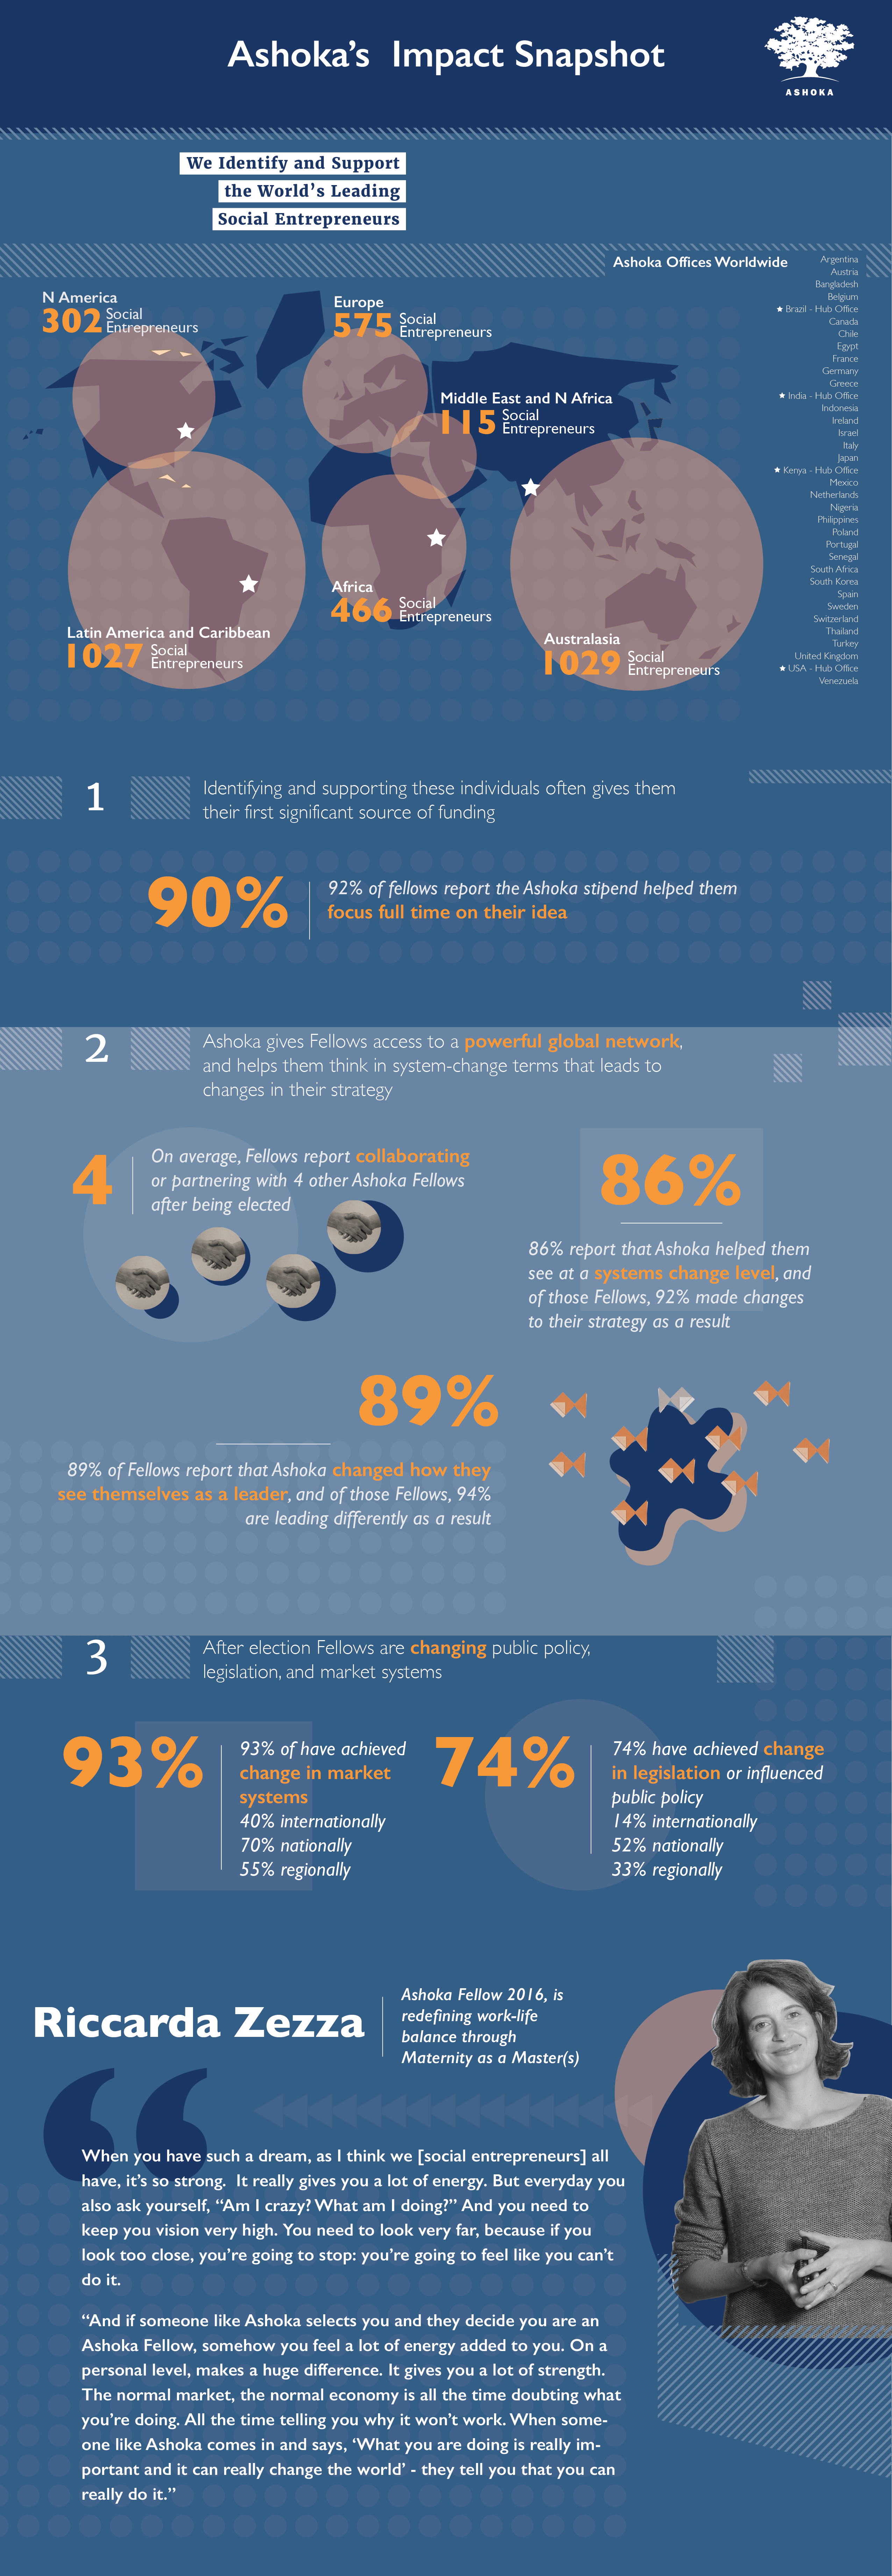 Ashoka's Impact Snapshot
ASHOKA
We Identify and Support
the World's Leading
Social Entrepreneurs
Ashoka Offices Worldwide
Argentina
Austria
Bangladesh
Belgium
Brazil - Hub Office
Canada
Chile
Egypt
France
Germany
Greece
India - Hub Office
Indonesia
Ireland
Israel
Italy
Japan
Kenya - Hub Office
Mexico
Netherlands
Nigeria
Philippines
Poland
Portugal
Senegal
South Africa
South Korea
Spain
Sweden
Switzerland
Thailand
Turkey
United Kingdom
USA - Hub Office
Venezuela
N America
302 Social
Entrepreneurs
Europe
575 Social
Entrepreneurs
Middle East and N Africa
115 Social
Entrepreneurs
Africa
466 Social
Entrepreneurs
Latin America and Caribbean
1027 Social
Entrepreneurs
Australasia
1029 Social
Entrepreneurs
1
Identifying and supporting these individuals often gives them
their first significant source of funding
90%
92% of fellows report the Ashoka stipend helped them
focus full time on their idea
2
Ashoka gives Fellows access to a powerful global network,
and helps them think in system-change terms that leads to
changes in their strategy
4
On average, Fellows report collaborating
or partnering with 4 other Ashoka Fellows
after being elected
86%
86% report that Ashoka helped them
see at a systems change level, and
of those Fellows, 92% made changes
to their strategy as a result
89%
89% of Fellows report that Ashoka changed how they
see themselves as a leader, and of those Fellows, 94%
are leading differently as a result
3
After election Fellows are changing public policy,
legislation, and market systems
93%
93% of have achieved
change in market
systems
40% internationally
70% nationally
55% regionally
74%
74% have achieved change
in legislation or influenced
public policy
14% internationally
52% nationally
33% regionally
Riccarda Zezza
Ashoka Fellow 2016, is
redefining work-life
balance through
Maternity as a Master(s)
“
When you have such a dream, as I think we [social entrepreneurs] all
have, it's so strong. It really gives you a lot of energy. But everyday you
also ask yourself, “Am I crazy? What am I doing?” And you need to
keep you vision very high. You need to look very far, because if you
look too close, you're going to stop: you're going to feel like you can't
do it.
“And if someone like Ashoka selects you and they decide you are an
Ashoka Fellow, somehow you feel a lot of energy added to you. On a
personal level, makes a huge difference. It gives you a lot of strength.
The normal market, the normal economy is all the time doubting what
you're doing. All the time telling you why it won't work. When some-
one like Ashoka comes in and says, ‘What you are doing is really im-
portant and it can really change the world’ - they tell you that you can
really do it.”